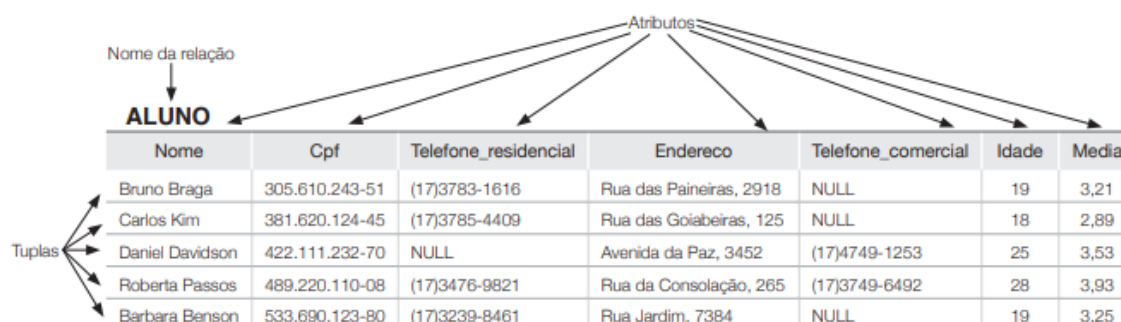 Atributos
Nome da relação
ALUNO
Nome Cpf Telefone_residencial Endereco Telefone_comercial Idade Media
Bruno Braga 305.610.243-51 (17)3783-1616 Rua das Paineiras, 2918 NULL 19 3,21
Carlos Kim 381.620.124-45 (17)3785-4409 Rua das Goiabeiras, 125 NULL 18 2,89
Tuplas Daniel Davidson 422.111.232-70 NULL Avenida da Paz, 3452 (17)4749-1253 25 3,53
Roberta Passos 489.220.110-08 (17)3476-9821 Rua da Consolação, 265 (17)3749-6492 28 3,93
Barbara Benson 533.690.123-80 (17)3239-8461 Rua Jardim, 7384 NULL 19 3,25